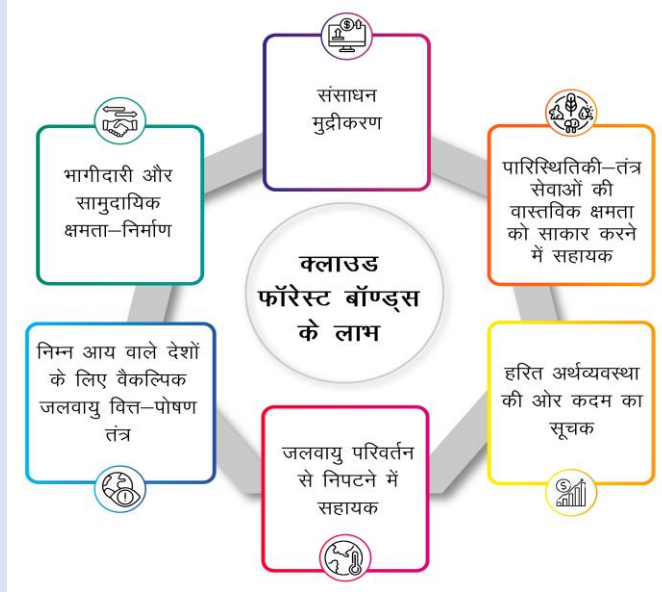 क्लाउड
फॉरेस्ट बॉण्ड्स
के लाभ
संसाधन
मुद्रीकरण
पारिस्थितिकी–तंत्र
सेवाओं की
वास्तविक क्षमता
को साकार करने
में सहायक
हरित अर्थव्यवस्था
की ओर कदम का
सूचक
जलवायु परिवर्तन
से निपटने में
सहायक
निम्न आय वाले देशों
के लिए वैकल्पिक
जलवायु वित्त–पोषण
तंत्र
भागीदारी और
सामुदायिक
क्षमता–निर्माण